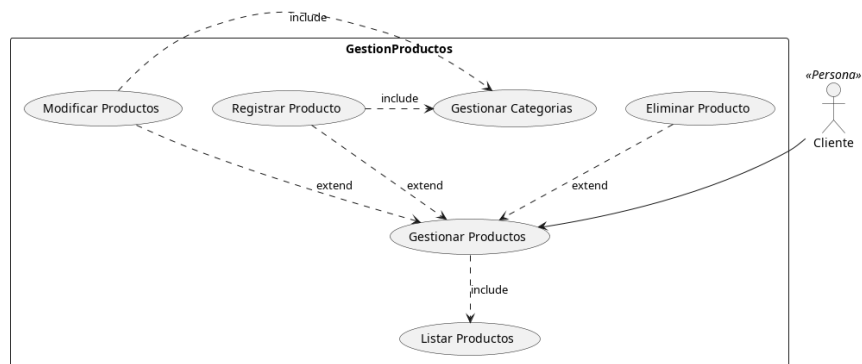 include
GestionProductos
«Persona»
Modificar Productos
Registrar Producto
include
Gestionar Categorias
Eliminar Producto
Cliente
extend
extend
extend
Gestionar Productos
include
Listar Productos